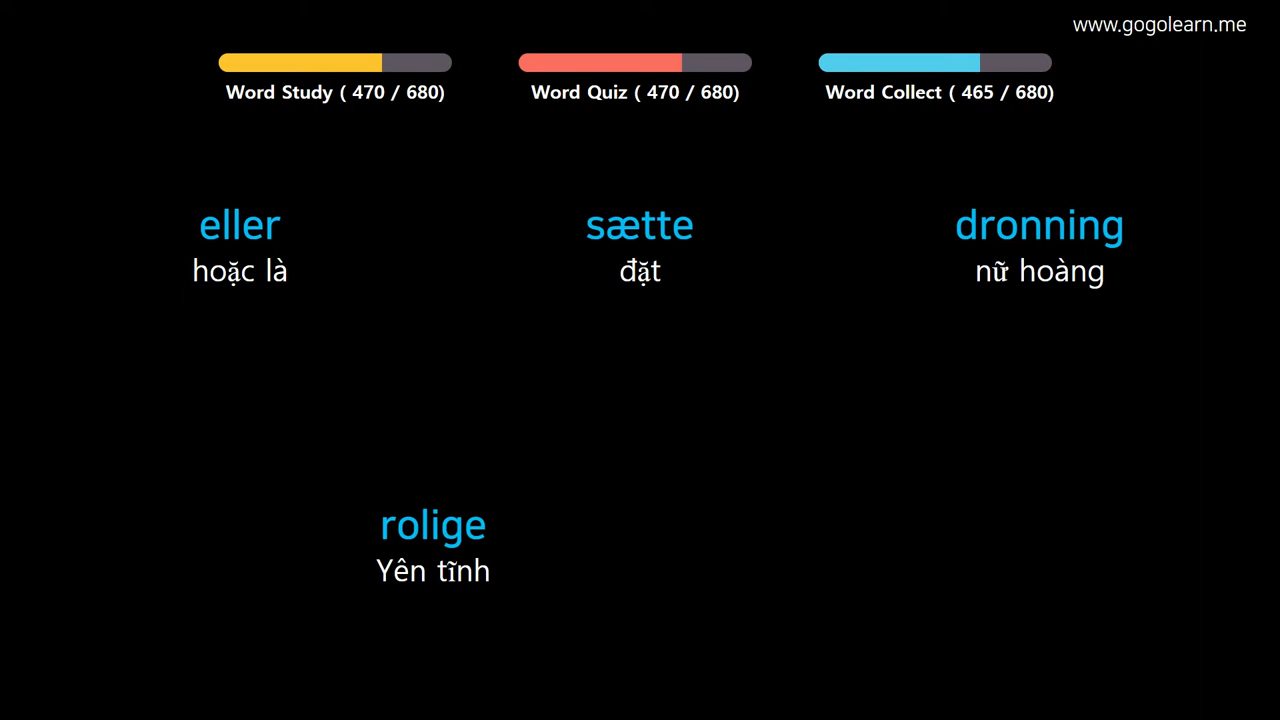 www.gogolearn.me
Word Study ( 470 / 680)
Word Quiz ( 470 / 680)
Word Collect ( 465 / 680)
eller
hoặc là
sætte
đặt
dronning
nữ hoàng
rolige
Yên tĩnh